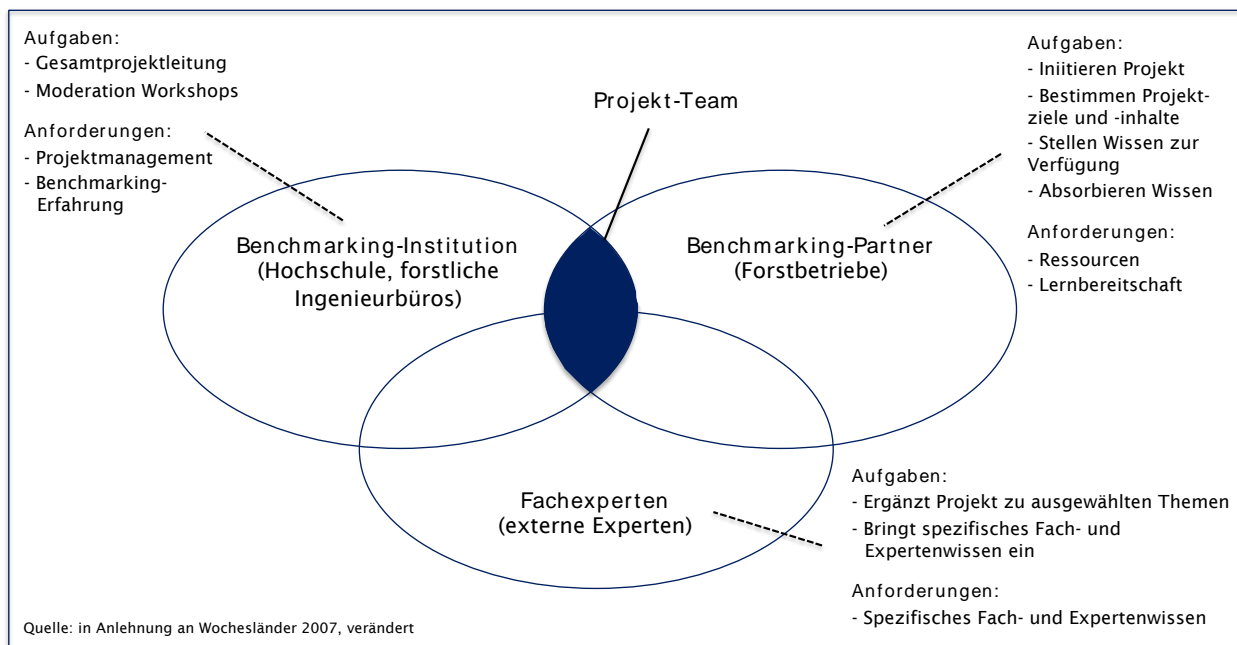 Aufgaben:
- Gesamtprojektleitung
- Moderation Workshops
Anforderungen:
- Projektmanagement
- Benchmarking-
Erfahrung
Projekt-Team
Aufgaben:
- Iniitieren Projekt
- Bestimmen Projekt-
ziele und -inhalte
- Stellen Wissen zur
Verfügung
- Absorbieren Wissen
Anforderungen:
- Ressourcen
- Lernbereitschaft
Benchmarking-Institution
(Hochschule, forstliche
Ingenieurbüros)
Benchmarking-Partner
(Forstbetriebe)
Fachexperten
(externe Experten)
Aufgaben:
- Ergänzt Projekt zu ausgewählten Themen
- Bringt spezifisches Fach- und
Expertenwissen ein
Anforderungen:
- Spezifisches Fach- und Expertenwissen
Quelle: in Anlehnung an Wochesländer 2007, verändert